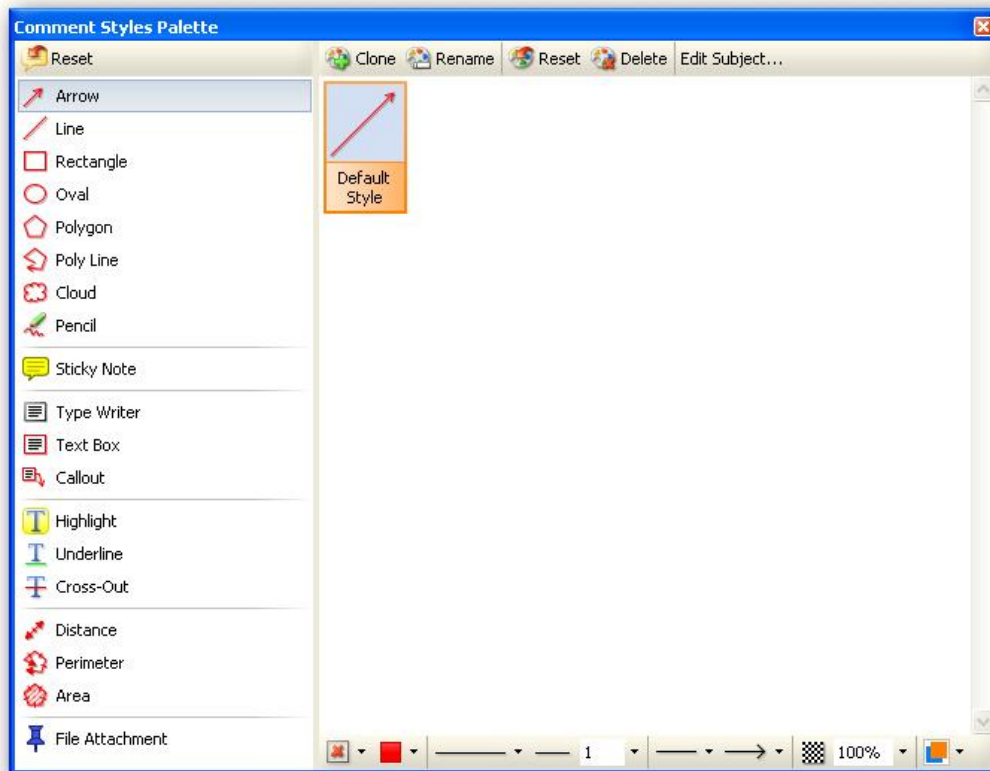 Comment Styles Palette
Reset
Clone Rename Reset Delete Edit Subject...
Arrow
Line
Rectangle
Oval
Polygon
Poly Line
Cloud
Pencil
Sticky Note
Type Writer
Text Box
Callout
Highlight
Underline
Cross-Out
Distance
Perimeter
Area
File Attachment
Default
Style
1 100%